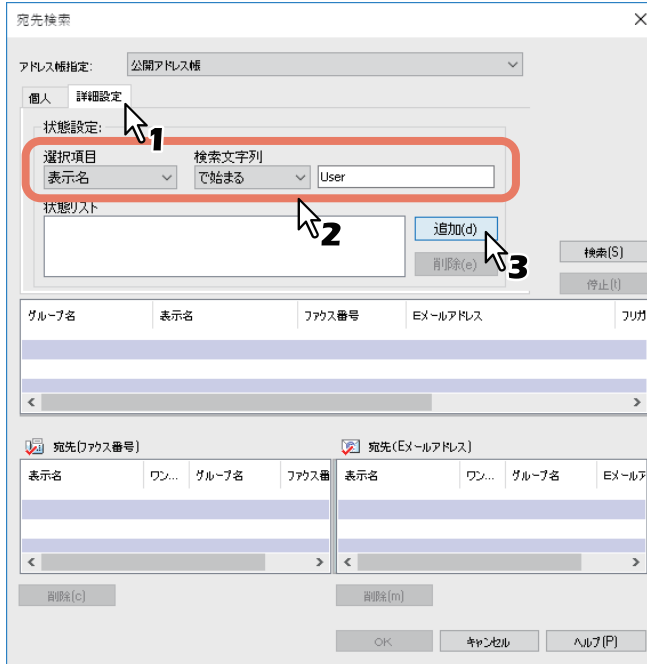 宛先検索
アドレス帳指定: 公開アドレス帳
個人 詳細設定
1
状態設定:
選択項目 検索文字列
表示名 で始まる User
2
状態リスト
追加(d)
3
削除(e)
検索(S)
停止(t)
グループ名 表示名 ファクス番号 Eメールアドレス フリガ
宛先(ファクス番号) 宛先(Eメールアドレス)
表示名 ワン... グループ名 ファクス番 表示名 ワン... グループ名 Eメールア
削除(c) 削除(m)
OK キャンセル ヘルプ(P)